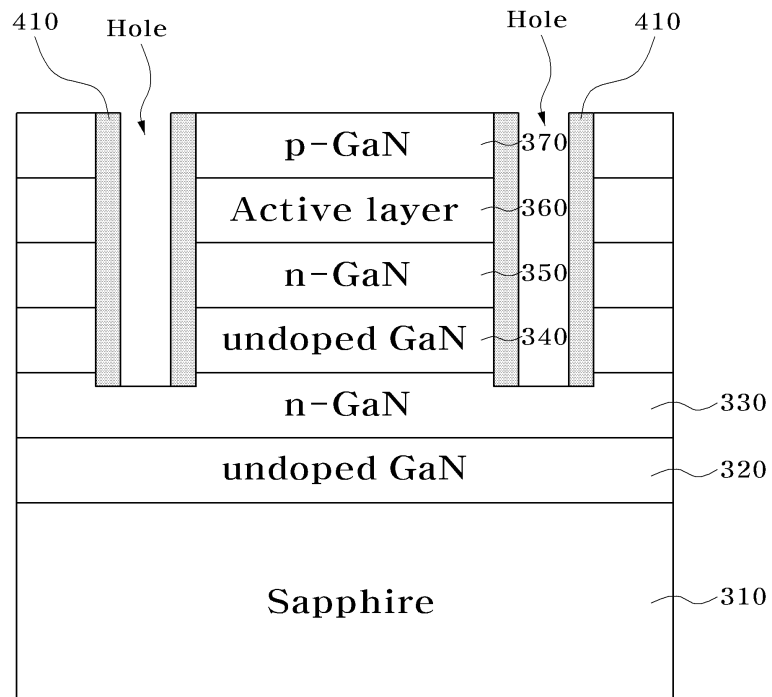 410 Hole Hole 410
p-GaN 370
Active layer 360
n-GaN 350
undoped GaN 340
n-GaN 330
undoped GaN 320
Sapphire 310